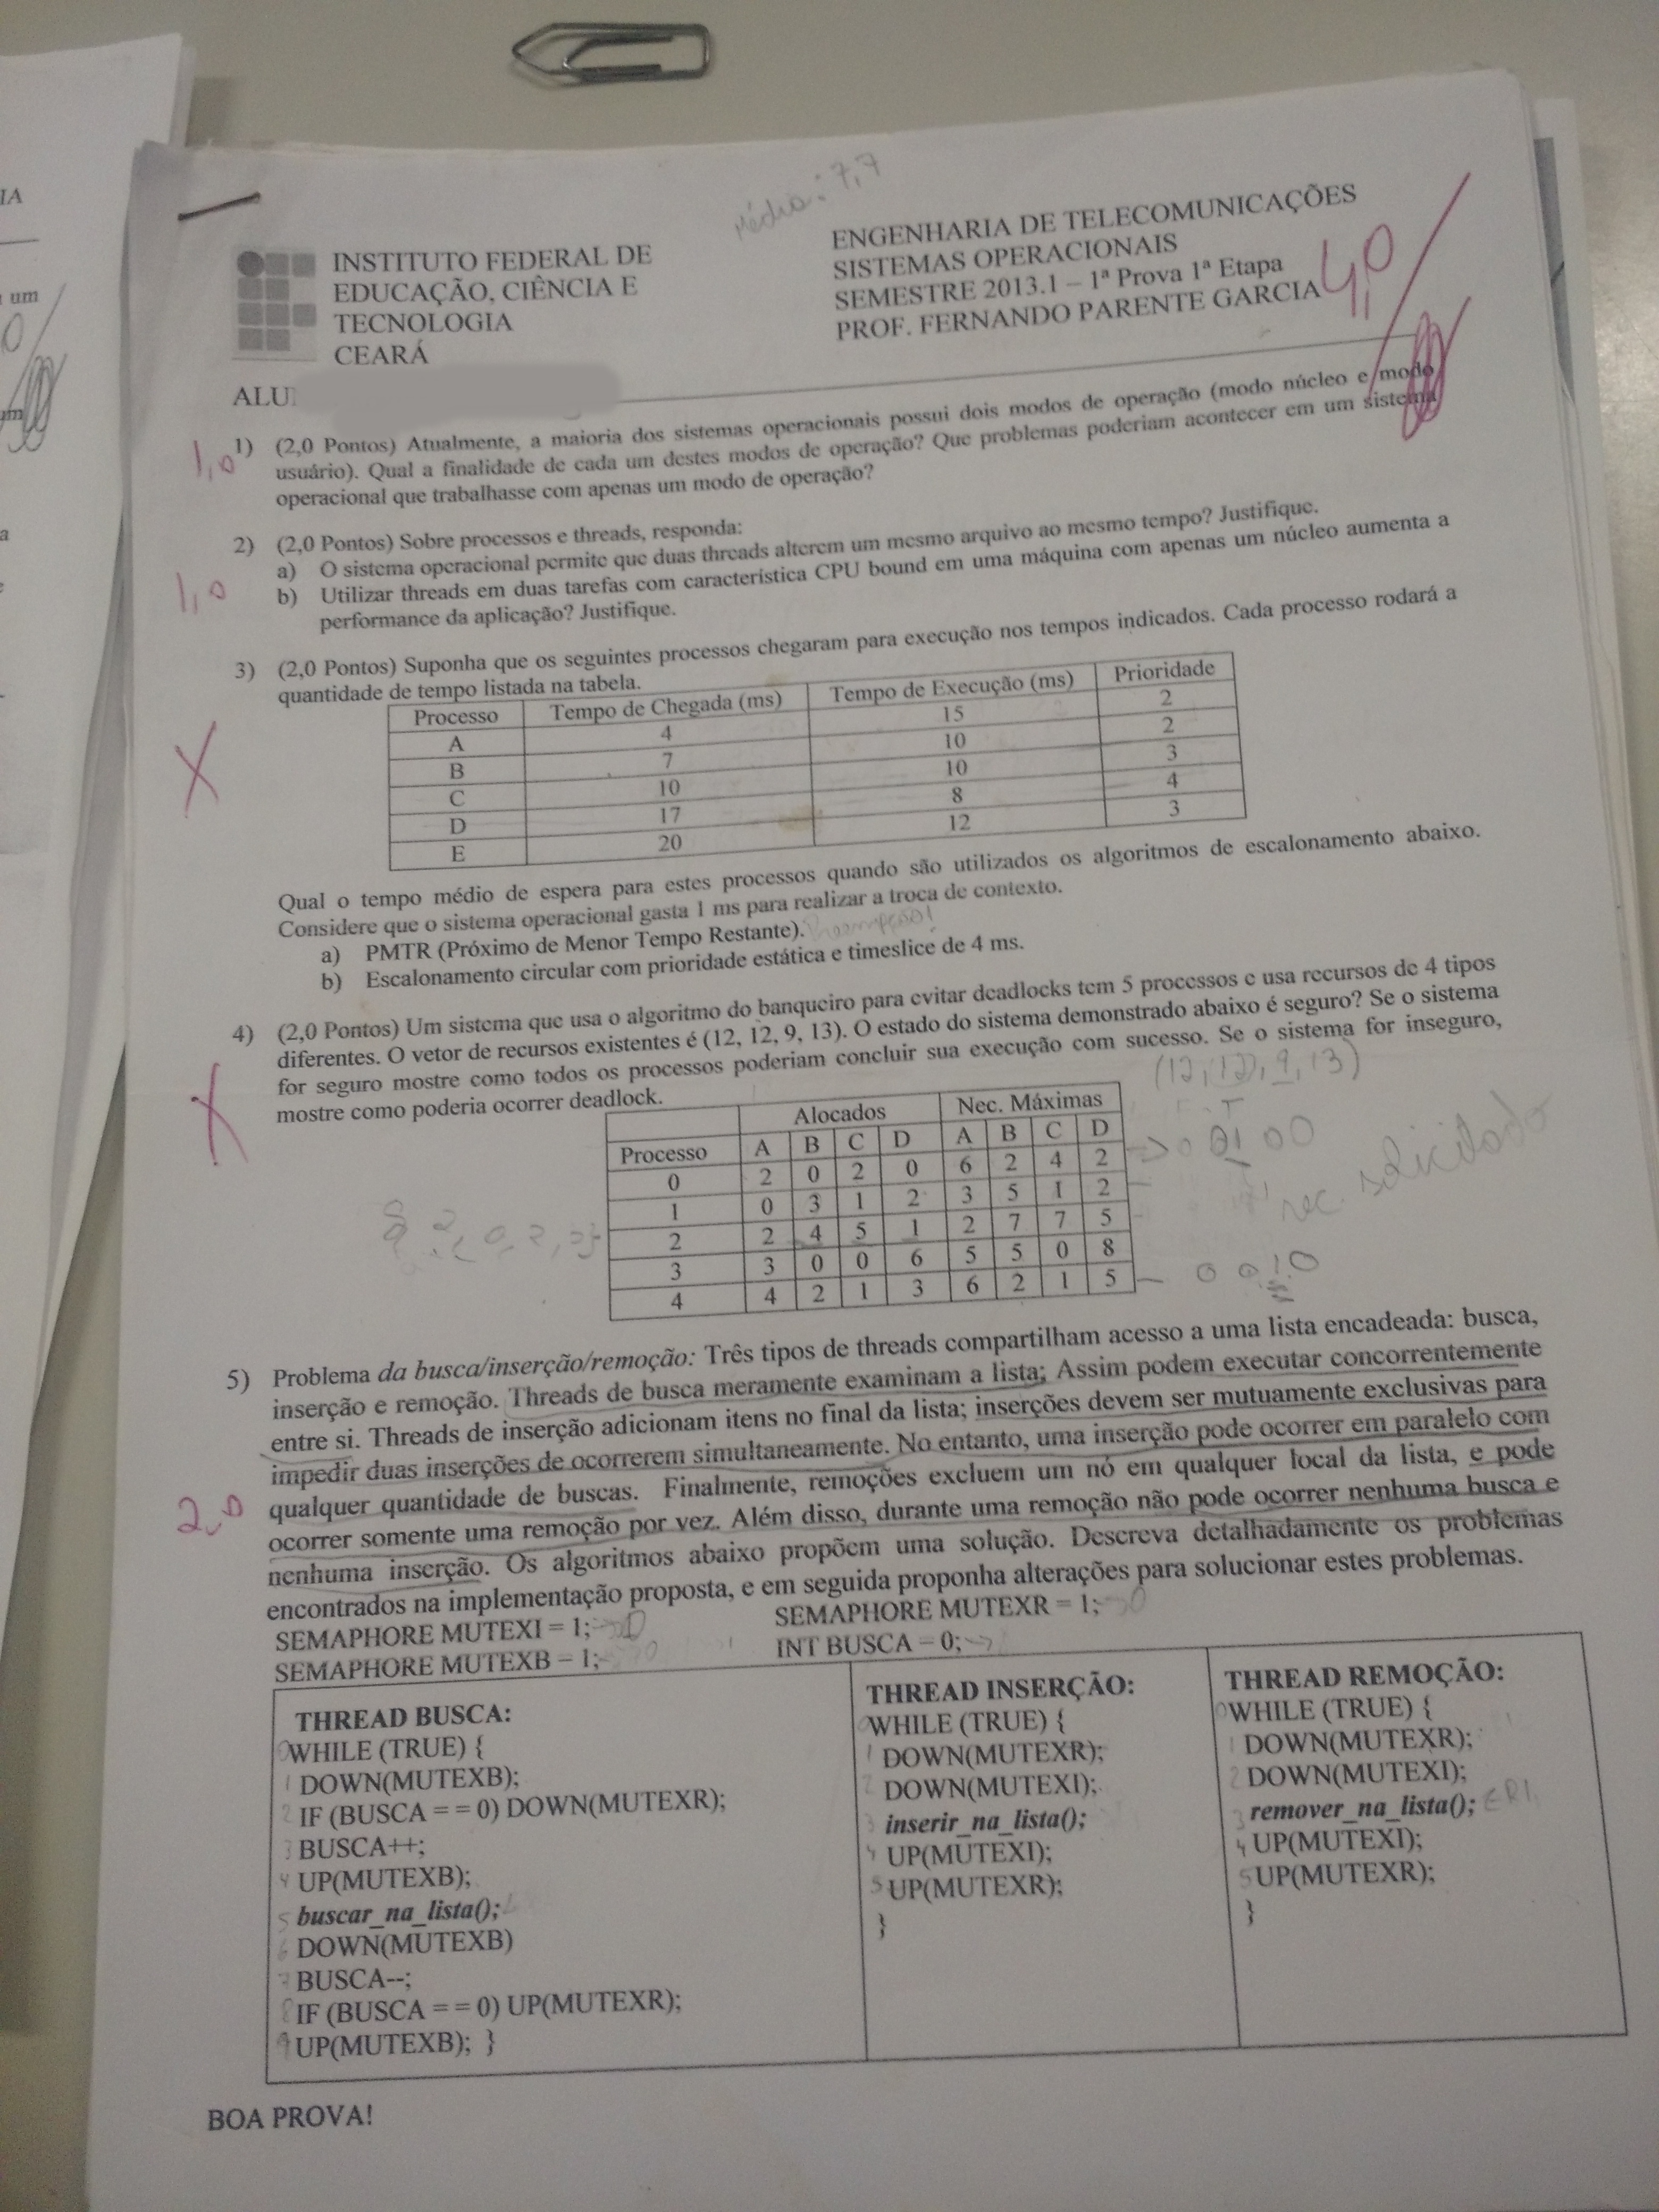 IA
um
Média: 7,7
INSTITUTO FEDERAL DE
EDUCAÇÃO, CIÊNCIA E
TECNOLOGIA
CEARÁ
ENGENHARIA DE TELECOMUNICAÇÕES
SISTEMAS OPERACIONAIS
SEMESTRE 2013.1 – 1ª Prova 1ª Etapa
PROF. FERNANDO PARENTE GARCIA
4,0
1,0
1) (2,0 Pontos) Atualmente, a maioria dos sistemas operacionais possui dois modos de operação (modo núcleo e modo
usuário). Qual a finalidade de cada um destes modos de operação? Que problemas poderiam acontecer em um sistema
operacional que trabalhasse com apenas um modo de operação?
1,0
2) (2,0 Pontos) Sobre processos e threads, responda:
a) O sistema operacional permite que duas threads alterem um mesmo arquivo ao mesmo tempo? Justifique.
b) Utilizar threads em duas tarefas com característica CPU bound em uma máquina com apenas um núcleo aumenta a
performance da aplicação? Justifique.
3) (2,0 Pontos) Suponha que os seguintes processos chegaram para execução nos tempos indicados. Cada processo rodará a
quantidade de tempo listada na tabela.
Processo Tempo de Chegada (ms) Tempo de Execução (ms) Prioridade
A 4 15 2
B 7 10 2
C 10 10 3
D 17 8 4
E 20 12 3
X
Qual o tempo médio de espera para estes processos quando são utilizados os algoritmos de escalonamento abaixo.
Considere que o sistema operacional gasta 1 ms para realizar a troca de contexto.
a) PMTR (Próximo de Menor Tempo Restante). Preempção!
b) Escalonamento circular com prioridade estática e timeslice de 4 ms.
4) (2,0 Pontos) Um sistema que usa o algoritmo do banqueiro para evitar deadlocks tem 5 processos e usa recursos de 4 tipos
diferentes. O vetor de recursos existentes é (12, 12, 9, 13). O estado do sistema demonstrado abaixo é seguro? Se o sistema
for seguro mostre como todos os processos poderiam concluir sua execução com sucesso. Se o sistema for inseguro,
mostre como poderia ocorrer deadlock.
X
(12, 12, 9, 13)
Alocados Nec. Máximas
Processo A B C D A B C D
0 2 0 2 0 6 2 4 2
1 0 3 1 2 3 5 1 2
2 2 4 5 1 2 7 7 5
3 3 0 0 6 5 5 0 8
4 4 2 1 3 6 2 1 5
rec. solicitado
5) Problema da busca/inserção/remoção: Três tipos de threads compartilham acesso a uma lista encadeada: busca,
inserção e remoção. Threads de busca meramente examinam a lista; Assim podem executar concorrentemente
entre si. Threads de inserção adicionam itens no final da lista; inserções devem ser mutuamente exclusivas para
impedir duas inserções de ocorrerem simultaneamente. No entanto, uma inserção pode ocorrer em paralelo com
qualquer quantidade de buscas. Finalmente, remoções excluem um nó em qualquer local da lista, e pode
ocorrer somente uma remoção por vez. Além disso, durante uma remoção não pode ocorrer nenhuma busca e
nenhuma inserção. Os algoritmos abaixo propõem uma solução. Descreva detalhadamente os problemas
encontrados na implementação proposta, e em seguida proponha alterações para solucionar estes problemas.
2,0
SEMAPHORE MUTEXI = 1; SEMAPHORE MUTEXR = 1;
SEMAPHORE MUTEXB = 1; INT BUSCA = 0;
THREAD BUSCA:
0 WHILE (TRUE) {
1 DOWN(MUTEXB);
2 IF (BUSCA = = 0) DOWN(MUTEXR);
3 BUSCA++;
4 UP(MUTEXB);
5 buscar_na_lista();
6 DOWN(MUTEXB)
7 BUSCA--;
8 IF (BUSCA = = 0) UP(MUTEXR);
9 UP(MUTEXB); }
THREAD INSERÇÃO:
0 WHILE (TRUE) {
1 DOWN(MUTEXR);
2 DOWN(MUTEXI);
3 inserir_na_lista();
4 UP(MUTEXI);
5 UP(MUTEXR);
}
THREAD REMOÇÃO:
0 WHILE (TRUE) {
1 DOWN(MUTEXR);
2 DOWN(MUTEXI);
3 remover_na_lista();
4 UP(MUTEXI);
5 UP(MUTEXR);
}
BOA PROVA!